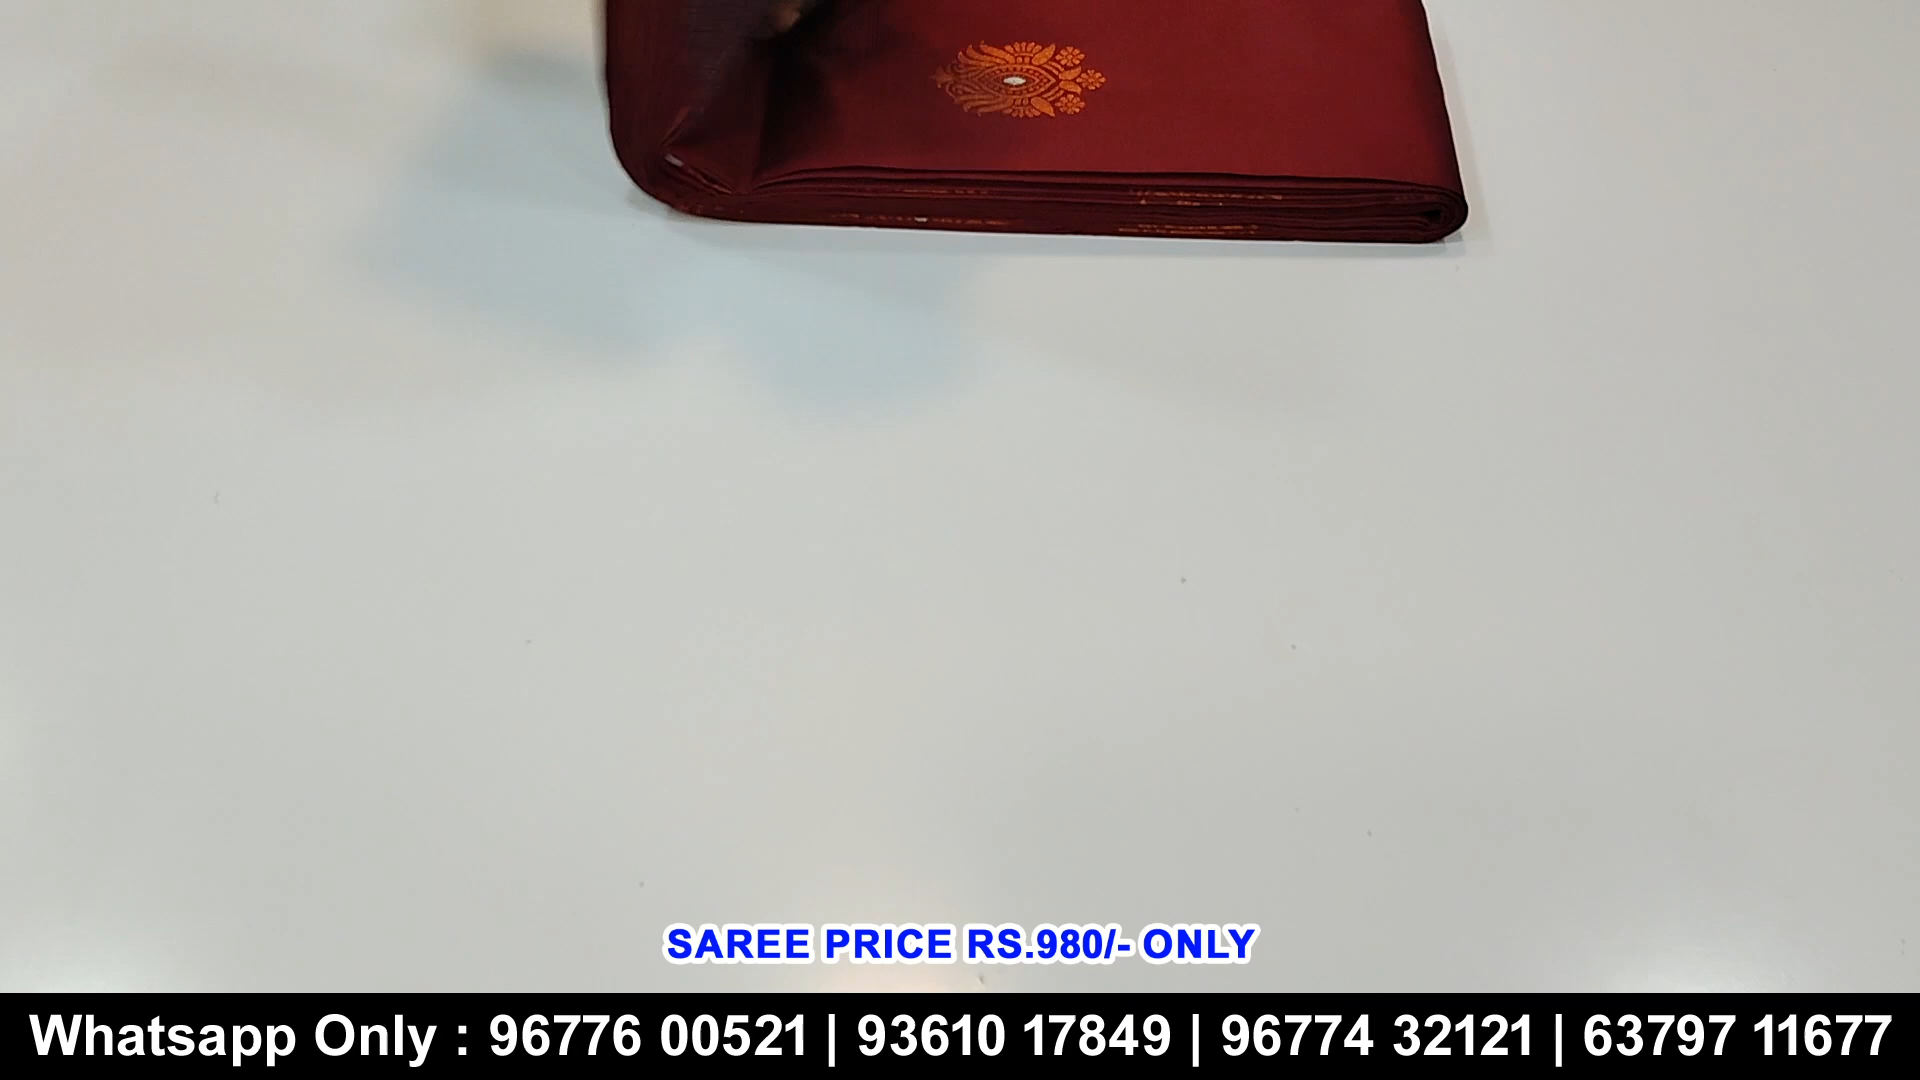 SAREE PRICE RS.980/- ONLY
Whatsapp Only : 96776 00521 | 93610 17849 | 96774 32121 | 63797 11677